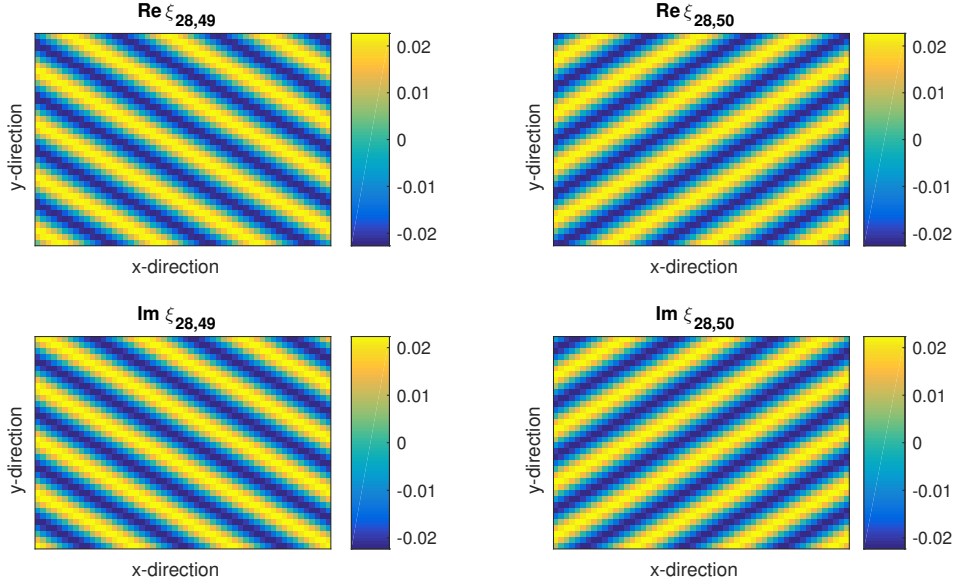 Re ξ28,49
0.02
0.01
0
-0.01
-0.02
y-direction
x-direction
Re ξ28,50
0.02
0.01
0
-0.01
-0.02
y-direction
x-direction
Im ξ28,49
0.02
0.01
0
-0.01
-0.02
y-direction
x-direction
Im ξ28,50
0.02
0.01
0
-0.01
-0.02
y-direction
x-direction